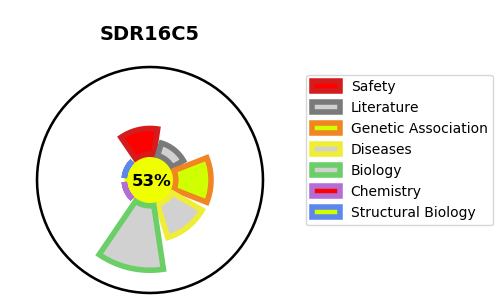 SDR16C5
53%
Safety
Literature
Genetic Association
Diseases
Biology
Chemistry
Structural Biology